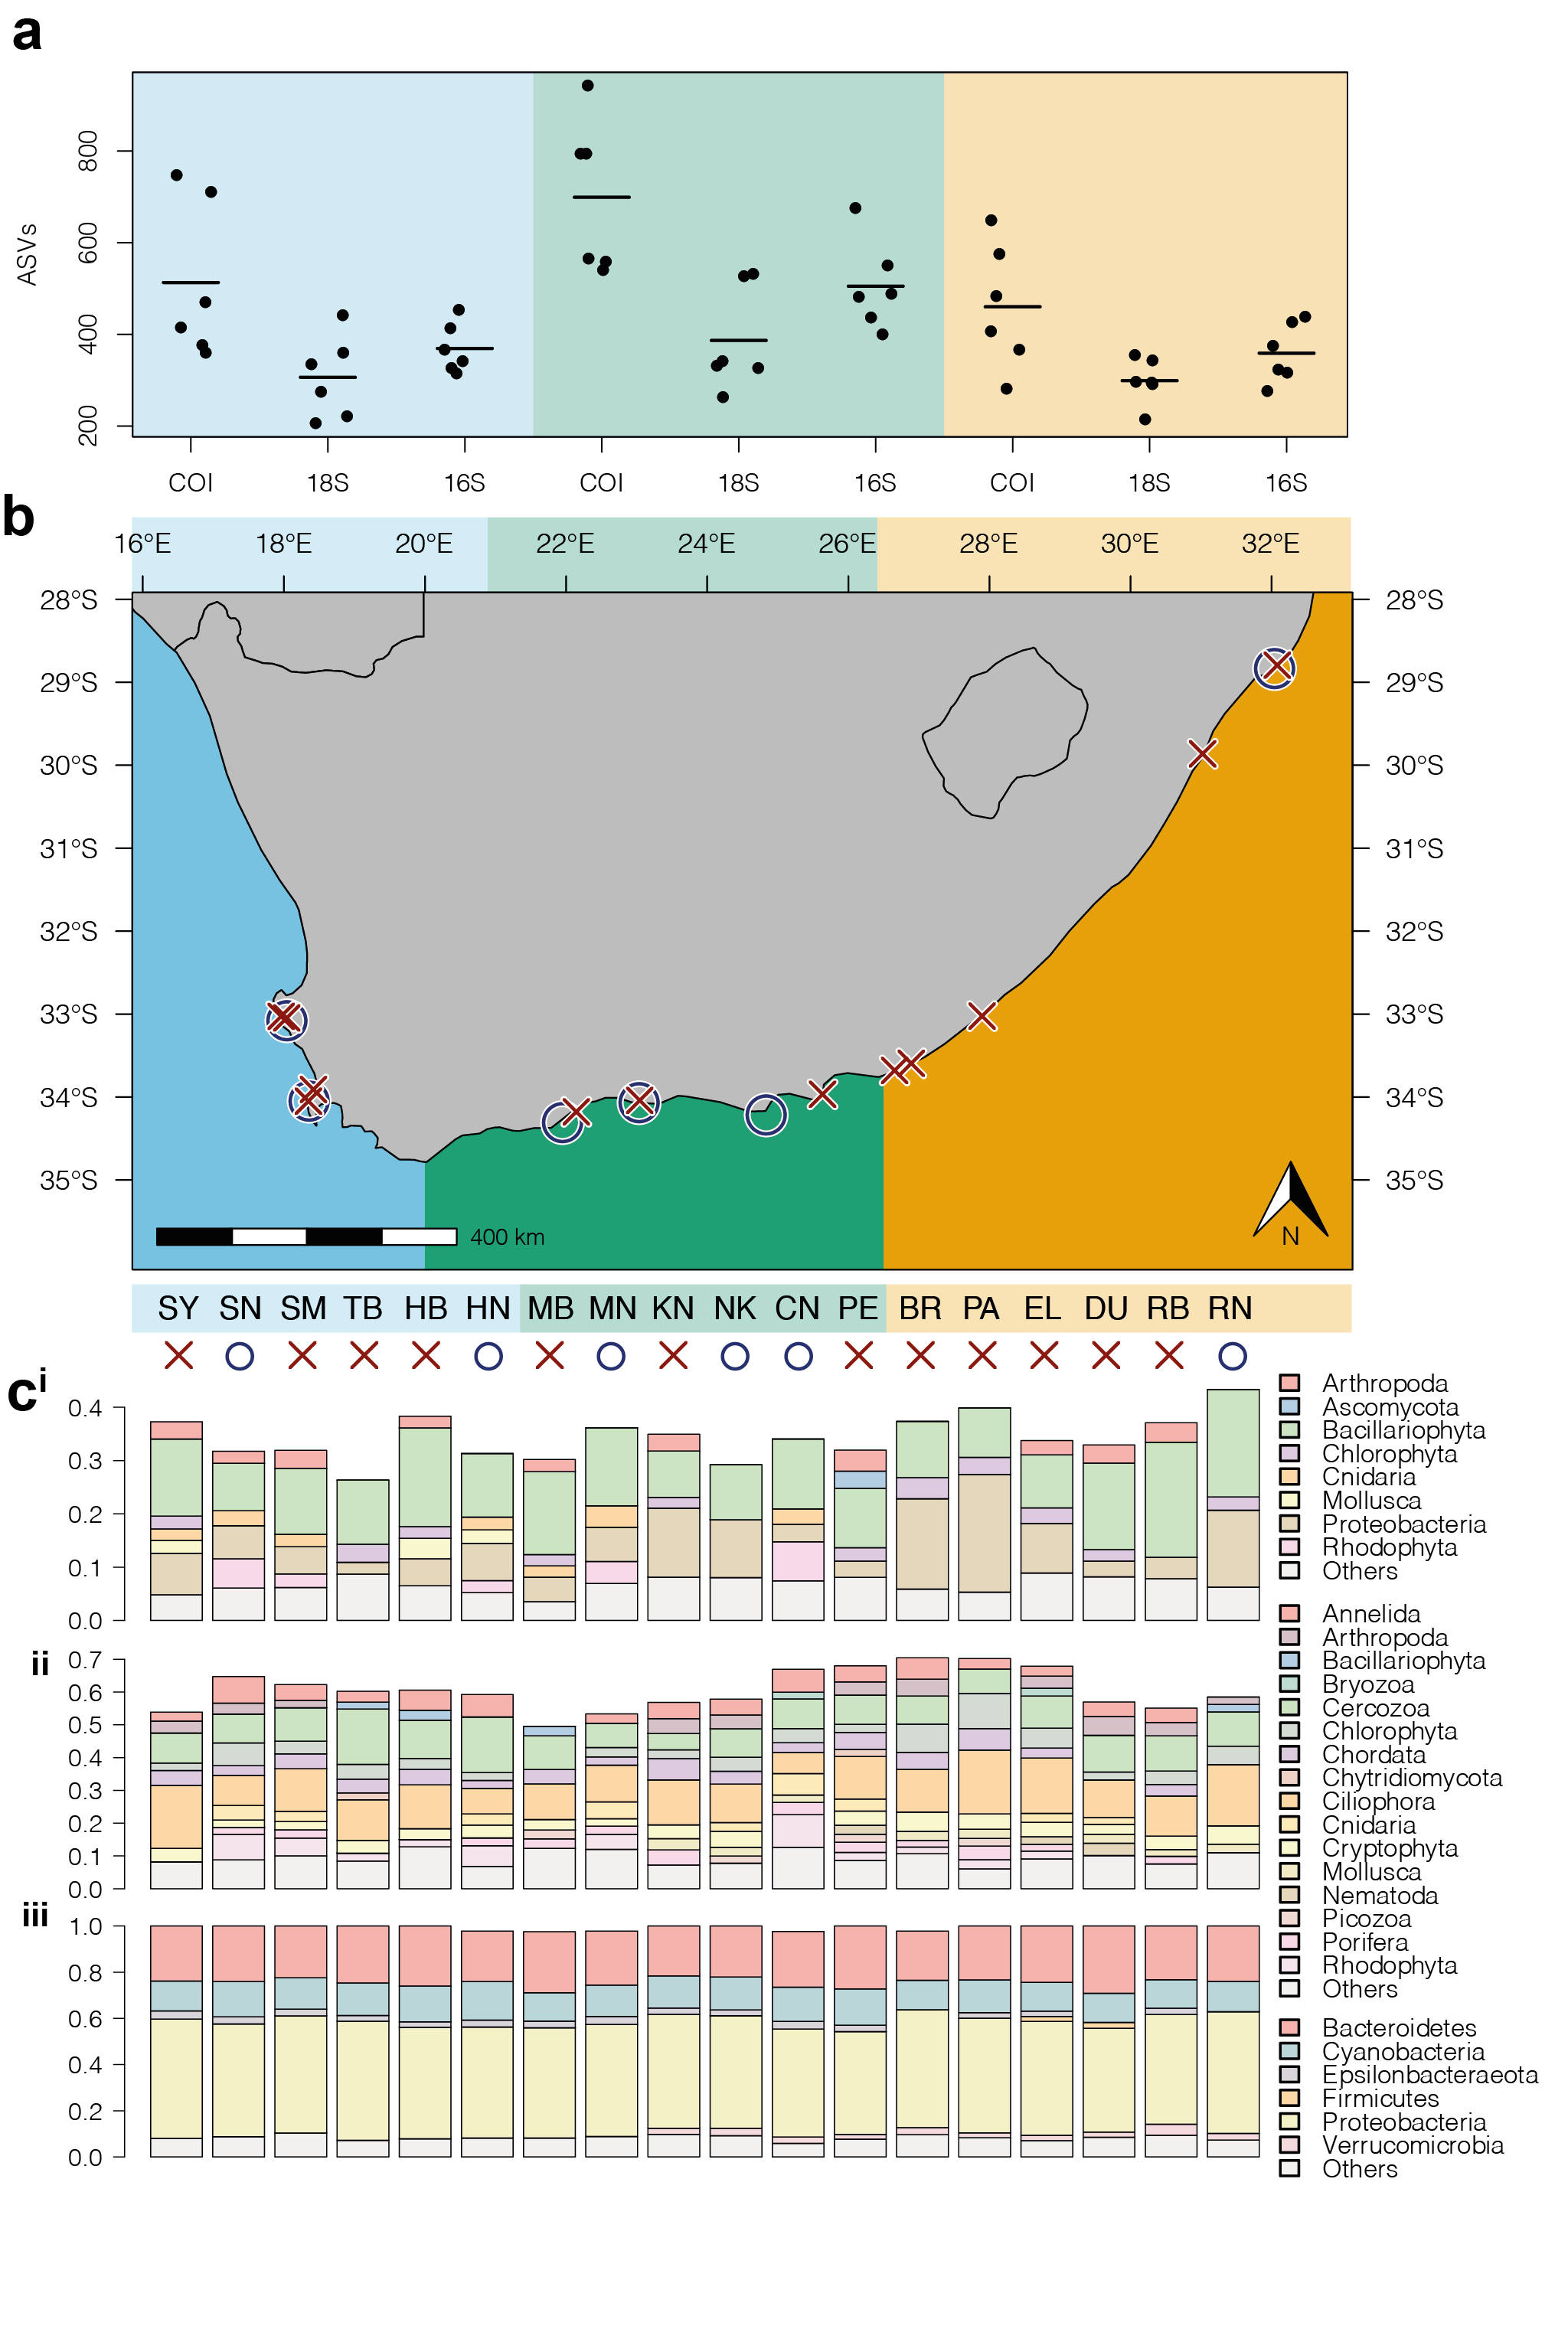 a
800
600
400
200
ASVs
COI 18S 16S COI 18S 16S COI 18S 16S
b
16°E 18°E 20°E 22°E 24°E 26°E 28°E 30°E 32°E
28°S 28°S
29°S 29°S
30°S 30°S
31°S 31°S
32°S 32°S
33°S 33°S
34°S 34°S
35°S 35°S
400 km
N
SY SN SM TB HB HN MB MN KN NK CN PE BR PA EL DU RB RN
c
i
0.4
0.3
0.2
0.1
0.0
Arthropoda
Ascomycota
Bacillariophyta
Chlorophyta
Cnidaria
Mollusca
Proteobacteria
Rhodophyta
Others
ii
0.7
0.6
0.5
0.4
0.3
0.2
0.1
0.0
Annelida
Arthropoda
Bacillariophyta
Bryozoa
Cercozoa
Chlorophyta
Chordata
Chytridiomycota
Ciliophora
Cnidaria
Cryptophyta
Mollusca
Nematoda
Picozoa
Porifera
Rhodophyta
Others
iii
1.0
0.8
0.6
0.4
0.2
0.0
Bacteroidetes
Cyanobacteria
Epsilonbacteraeota
Firmicutes
Proteobacteria
Verrucomicrobia
Others